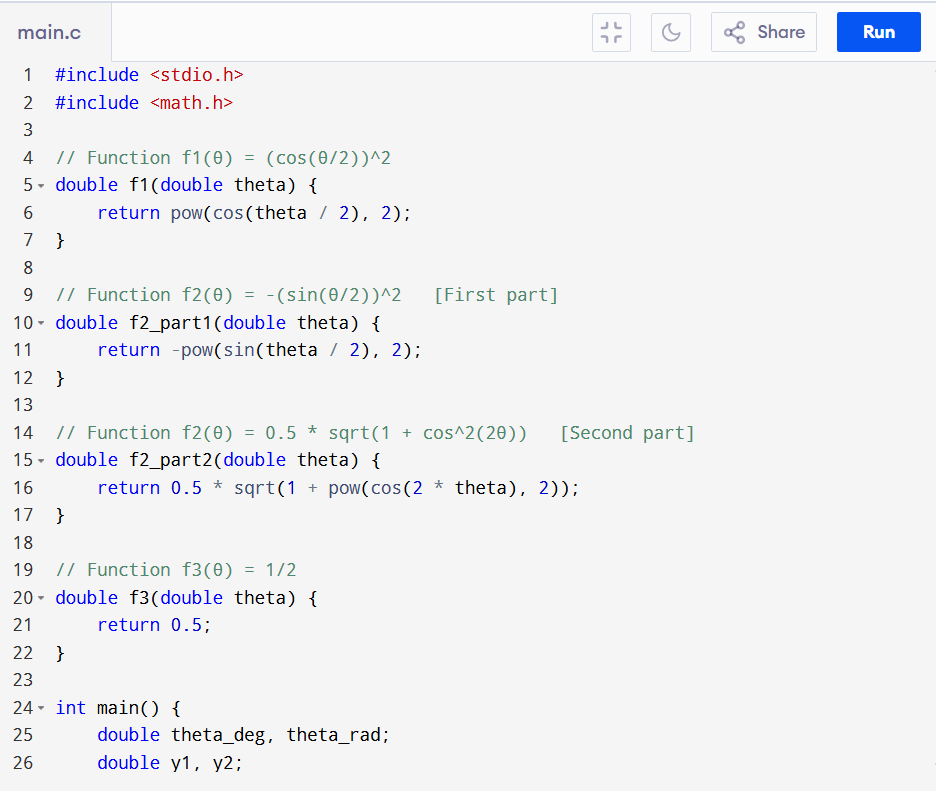 main.c
Share
Run
1 #include <stdio.h>
2 #include <math.h>
3
4 // Function f1(θ) = (cos(θ/2))^2
5 double f1(double theta) {
6     return pow(cos(theta / 2), 2);
7 }
8
9 // Function f2(θ) = -(sin(θ/2))^2   [First part]
10 double f2_part1(double theta) {
11     return -pow(sin(theta / 2), 2);
12 }
13
14 // Function f2(θ) = 0.5 * sqrt(1 + cos^2(2θ))   [Second part]
15 double f2_part2(double theta) {
16     return 0.5 * sqrt(1 + pow(cos(2 * theta), 2));
17 }
18
19 // Function f3(θ) = 1/2
20 double f3(double theta) {
21     return 0.5;
22 }
23
24 int main() {
25     double theta_deg, theta_rad;
26     double y1, y2;